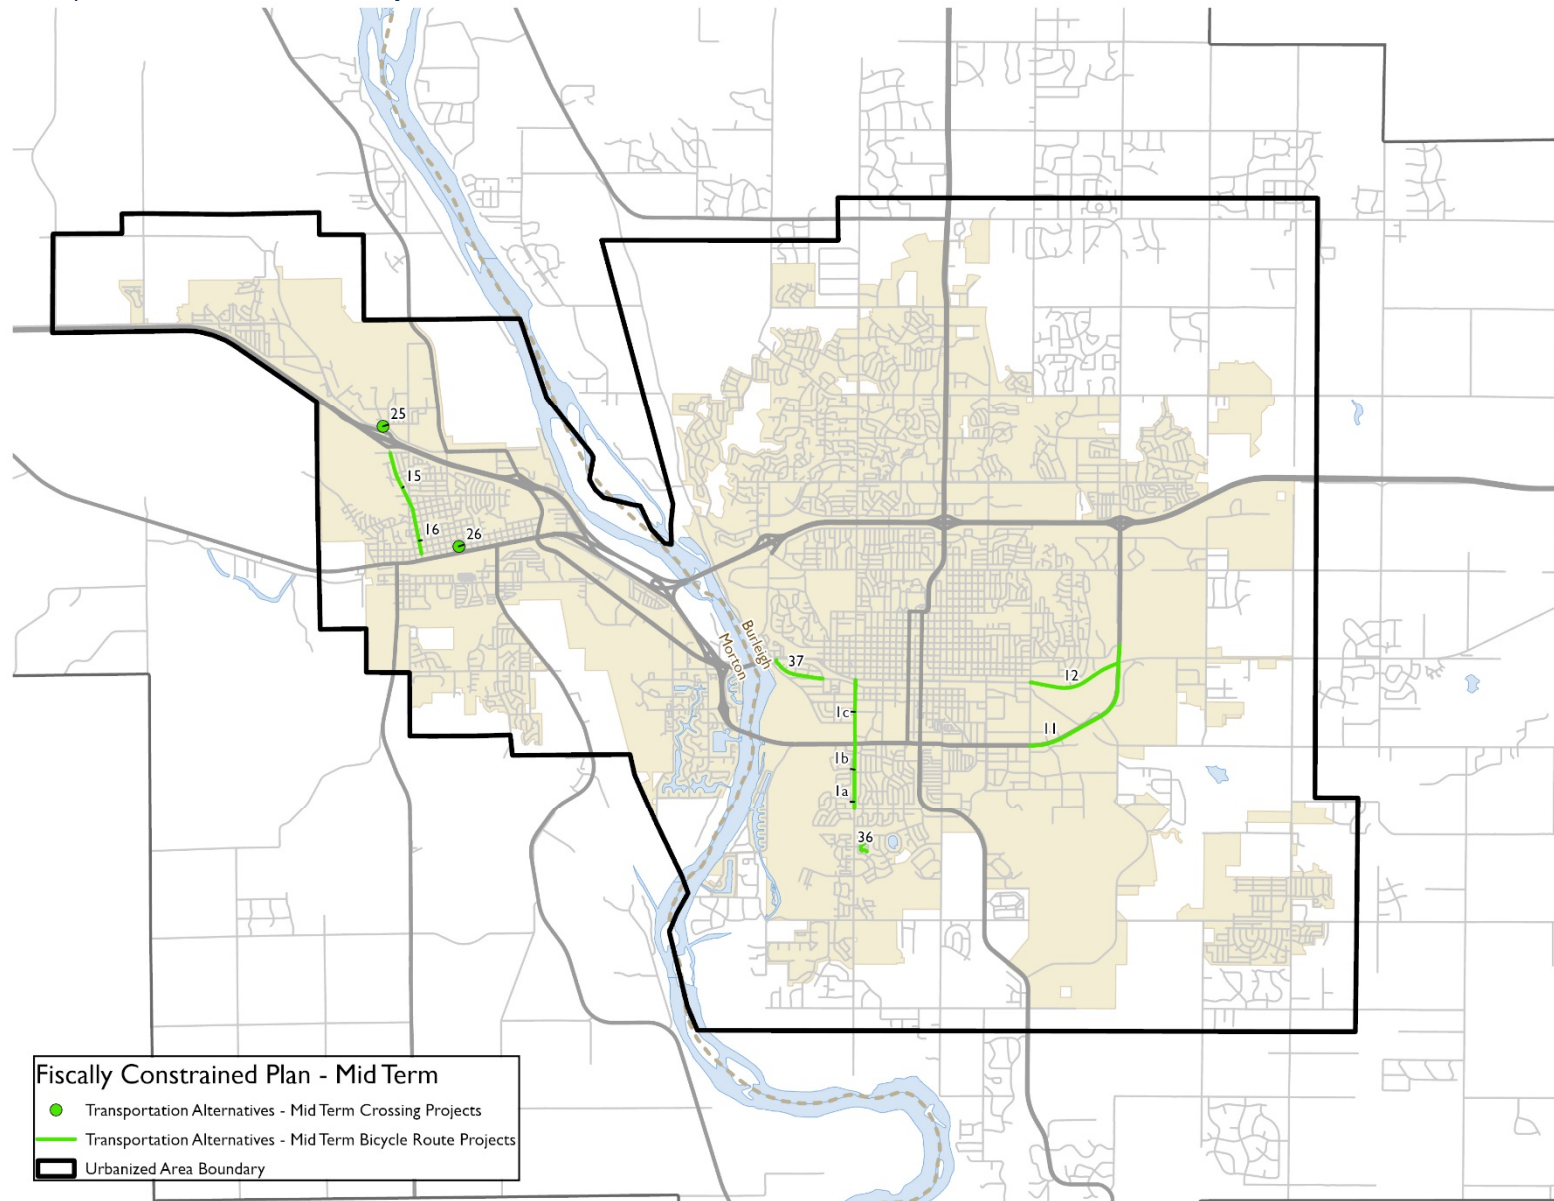 25
15
16
26
Burleigh
Morton
37
12
1c
11
1b
1a
36
Fiscally Constrained Plan - Mid Term
Transportation Alternatives - Mid Term Crossing Projects
Transportation Alternatives - Mid Term Bicycle Route Projects
Urbanized Area Boundary